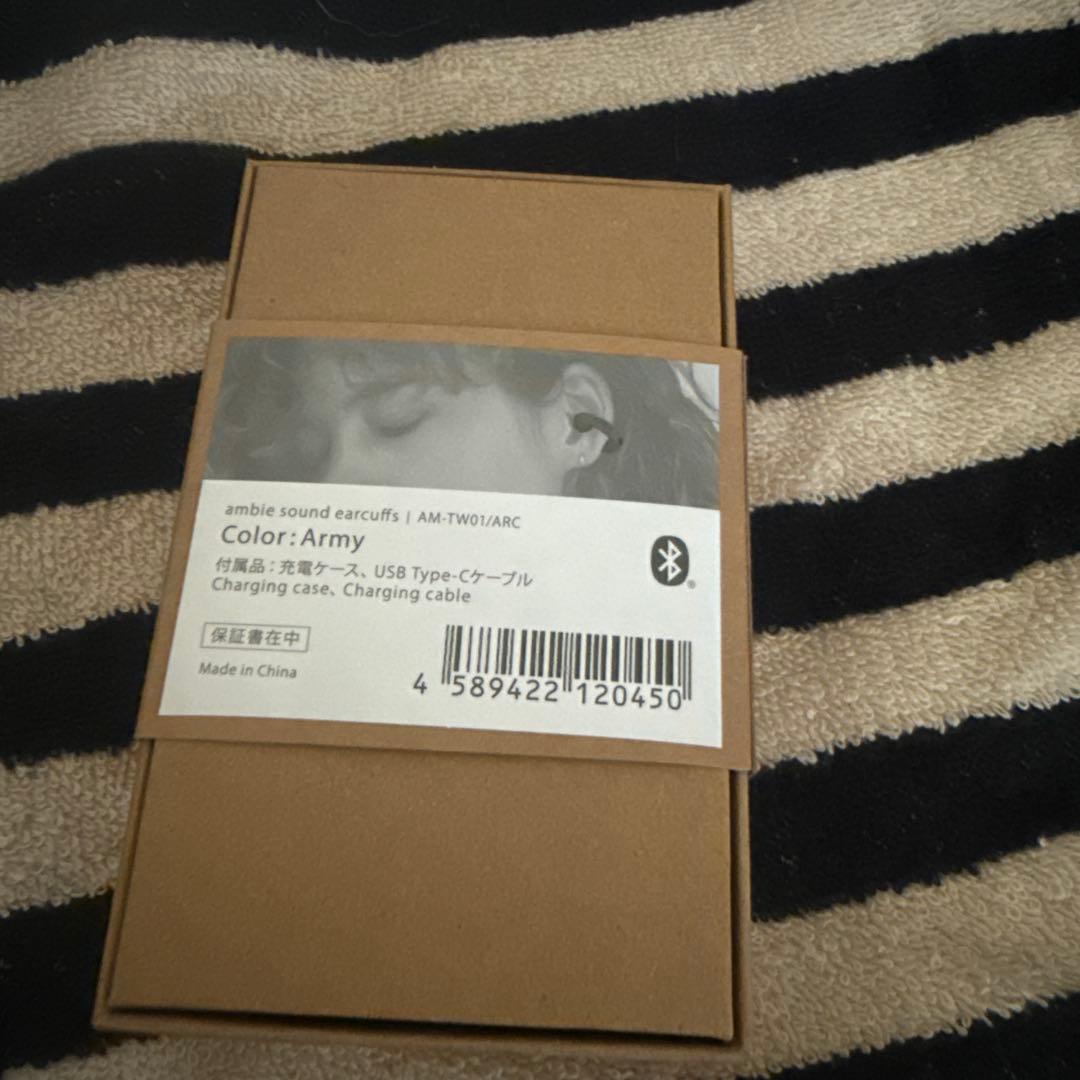 ambie sound earcuffs | AM-TW01/ARC
Color:Army
付属品：充電ケース、USB Type-Cケーブル
Charging case、Charging cable
保証書在中
Made in China
4 589422 120450